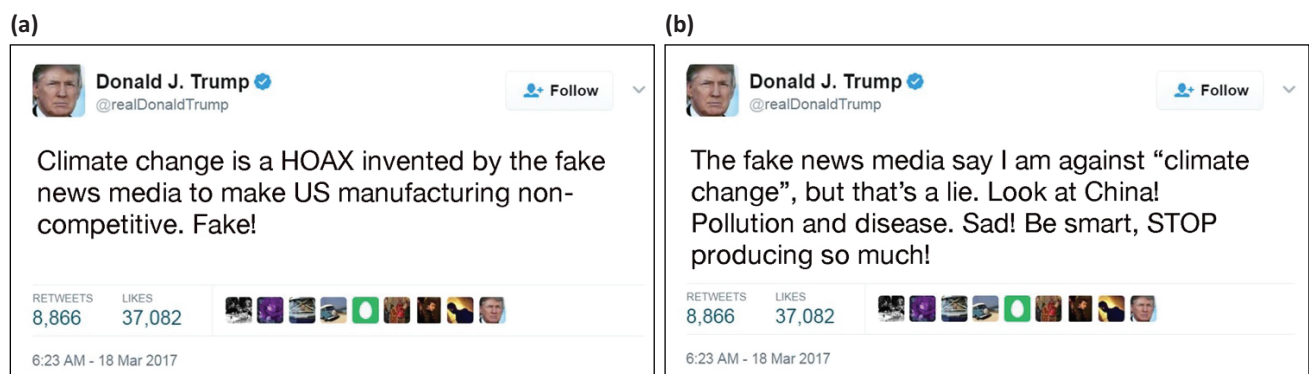 (a)
Donald J. Trump
@realDonaldTrump
Follow
Climate change is a HOAX invented by the fake
news media to make US manufacturing non-
competitive. Fake!
RETWEETS LIKES
8,866 37,082
6:23 AM - 18 Mar 2017
(b)
Donald J. Trump
@realDonaldTrump
Follow
The fake news media say I am against “climate
change”, but that’s a lie. Look at China!
Pollution and disease. Sad! Be smart, STOP
producing so much!
RETWEETS LIKES
8,866 37,082
6:23 AM - 18 Mar 2017